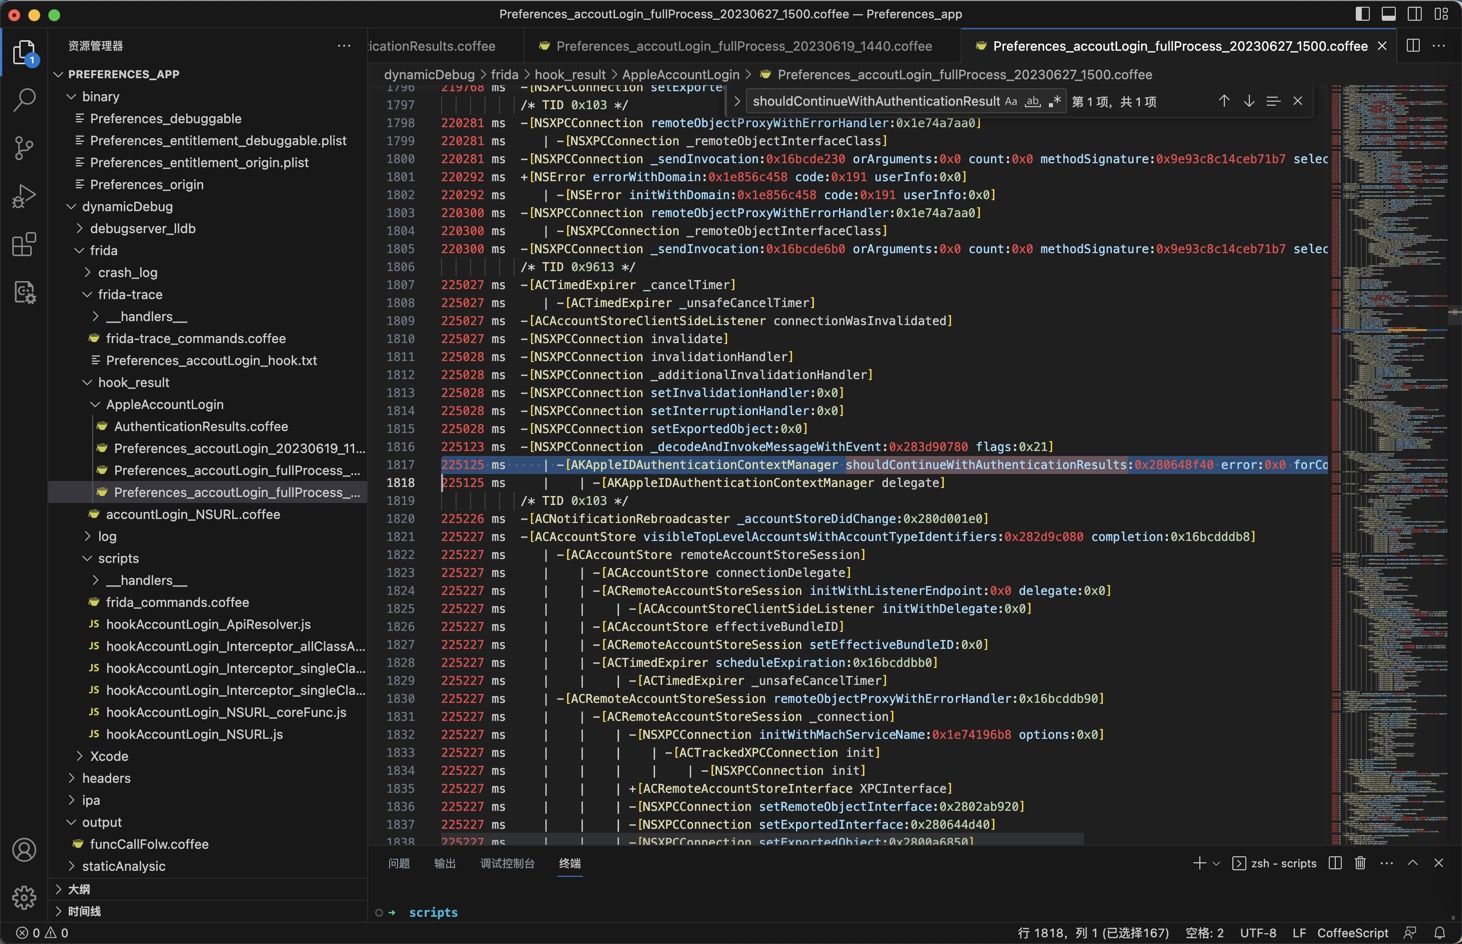 Preferences_accoutLogin_fullProcess_20230627_1500.coffee — Preferences_app
资源管理器
icationResults.coffee
Preferences_accoutLogin_fullProcess_20230619_1440.coffee
Preferences_accoutLogin_fullProcess_20230627_1500.coffee
1
PREFERENCES_APP
binary
Preferences_debuggable
Preferences_entitlement_debuggable.plist
Preferences_entitlement_origin.plist
Preferences_origin
dynamicDebug
debugserver_lldb
frida
crash_log
frida-trace
__handlers__
frida-trace_commands.coffee
Preferences_accoutLogin_hook.txt
hook_result
AppleAccountLogin
AuthenticationResults.coffee
Preferences_accoutLogin_20230619_11...
Preferences_accoutLogin_fullProcess_...
Preferences_accoutLogin_fullProcess_...
accountLogin_NSURL.coffee
log
scripts
__handlers__
frida_commands.coffee
JS hookAccountLogin_ApiResolver.js
JS hookAccountLogin_Interceptor_allClassA...
JS hookAccountLogin_Interceptor_singleCla...
JS hookAccountLogin_Interceptor_singleCla...
JS hookAccountLogin_NSURL_coreFunc.js
JS hookAccountLogin_NSURL.js
Xcode
headers
ipa
output
funcCallFolw.coffee
staticAnalysic
大纲
时间线
dynamicDebug > frida > hook_result > AppleAccountLogin > Preferences_accoutLogin_fullProcess_20230627_1500.coffee
shouldContinueWithAuthenticationResult Aa ab .* 第 1 项，共 1 项
1796 219768 ms -[NSXPCConnection setExporte
1797 /* TID 0x103 */
1798 220281 ms -[NSXPCConnection remoteObjectProxyWithErrorHandler:0x1e74a7aa0]
1799 | -[NSXPCConnection _remoteObjectInterfaceClass]
1800 220281 ms -[NSXPCConnection _sendInvocation:0x16bcde230 orArguments:0x0 count:0x0 methodSignature:0x9e93c8c14ceb71b7 selec
1801 220292 ms +[NSError errorWithDomain:0x1e856c458 code:0x191 userInfo:0x0]
1802 220292 ms | -[NSError initWithDomain:0x1e856c458 code:0x191 userInfo:0x0]
1803 220300 ms -[NSXPCConnection remoteObjectProxyWithErrorHandler:0x1e74a7aa0]
1804 220300 ms | -[NSXPCConnection _remoteObjectInterfaceClass]
1805 220300 ms -[NSXPCConnection _sendInvocation:0x16bcde6b0 orArguments:0x0 count:0x0 methodSignature:0x9e93c8c14ceb71b7 selec
1806 /* TID 0x9613 */
1807 225027 ms -[ACTimedExpirer _cancelTimer]
1808 225027 ms | -[ACTimedExpirer _unsafeCancelTimer]
1809 225027 ms -[ACAccountStoreClientSideListener connectionWasInvalidated]
1810 225027 ms -[NSXPCConnection invalidate]
1811 225028 ms -[NSXPCConnection invalidationHandler]
1812 225028 ms -[NSXPCConnection _additionalInvalidationHandler]
1813 225028 ms -[NSXPCConnection setInvalidationHandler:0x0]
1814 225028 ms -[NSXPCConnection setInterruptionHandler:0x0]
1815 225028 ms -[NSXPCConnection setExportedObject:0x0]
1816 225123 ms -[NSXPCConnection _decodeAndInvokeMessageWithEvent:0x283d90780 flags:0x21]
1817 225125 ms | -[AKAppleIDAuthenticationContextManager shouldContinueWithAuthenticationResults:0x280648f40 error:0x0 forCo
1818 225125 ms | | -[AKAppleIDAuthenticationContextManager delegate]
1819 /* TID 0x103 */
1820 225226 ms -[ACNotificationRebroadcaster _accountStoreDidChange:0x280d001e0]
1821 225227 ms -[ACAccountStore visibleTopLevelAccountsWithAccountTypeIdentifiers:0x282d9c080 completion:0x16bcdddb8]
1822 225227 ms | -[ACAccountStore remoteAccountStoreSession]
1823 225227 ms | | -[ACAccountStore connectionDelegate]
1824 225227 ms | | -[ACRemoteAccountStoreSession initWithListenerEndpoint:0x0 delegate:0x0]
1825 225227 ms | | | -[ACAccountStoreClientSideListener initWithDelegate:0x0]
1826 225227 ms | | -[ACAccountStore effectiveBundleID]
1827 225227 ms | | -[ACRemoteAccountStoreSession setEffectiveBundleID:0x0]
1828 225227 ms | | -[ACTimedExpirer scheduleExpiration:0x16bcddbb0]
1829 225227 ms | | | -[ACTimedExpirer _unsafeCancelTimer]
1830 225227 ms | -[ACRemoteAccountStoreSession remoteObjectProxyWithErrorHandler:0x16bcddb90]
1831 225227 ms | | -[ACRemoteAccountStoreSession _connection]
1832 225227 ms | | | -[NSXPCConnection initWithMachServiceName:0x1e74196b8 options:0x0]
1833 225227 ms | | | | -[ACTrackedXPCConnection init]
1834 225227 ms | | | | | -[NSXPCConnection init]
1835 225227 ms | | | +[ACRemoteAccountStoreInterface XPCInterface]
1836 225227 ms | | | -[NSXPCConnection setRemoteObjectInterface:0x2802ab920]
1837 225227 ms | | | -[NSXPCConnection setExportedInterface:0x280644d40]
1838 225227 ms | | | -[NSXPCConnection setExportedObject:0x2800a6850]
问题 输出 调试控制台 终端
zsh - scripts
scripts
0 0
行 1818，列 1 (已选择167) 空格: 2 UTF-8 LF CoffeeScript